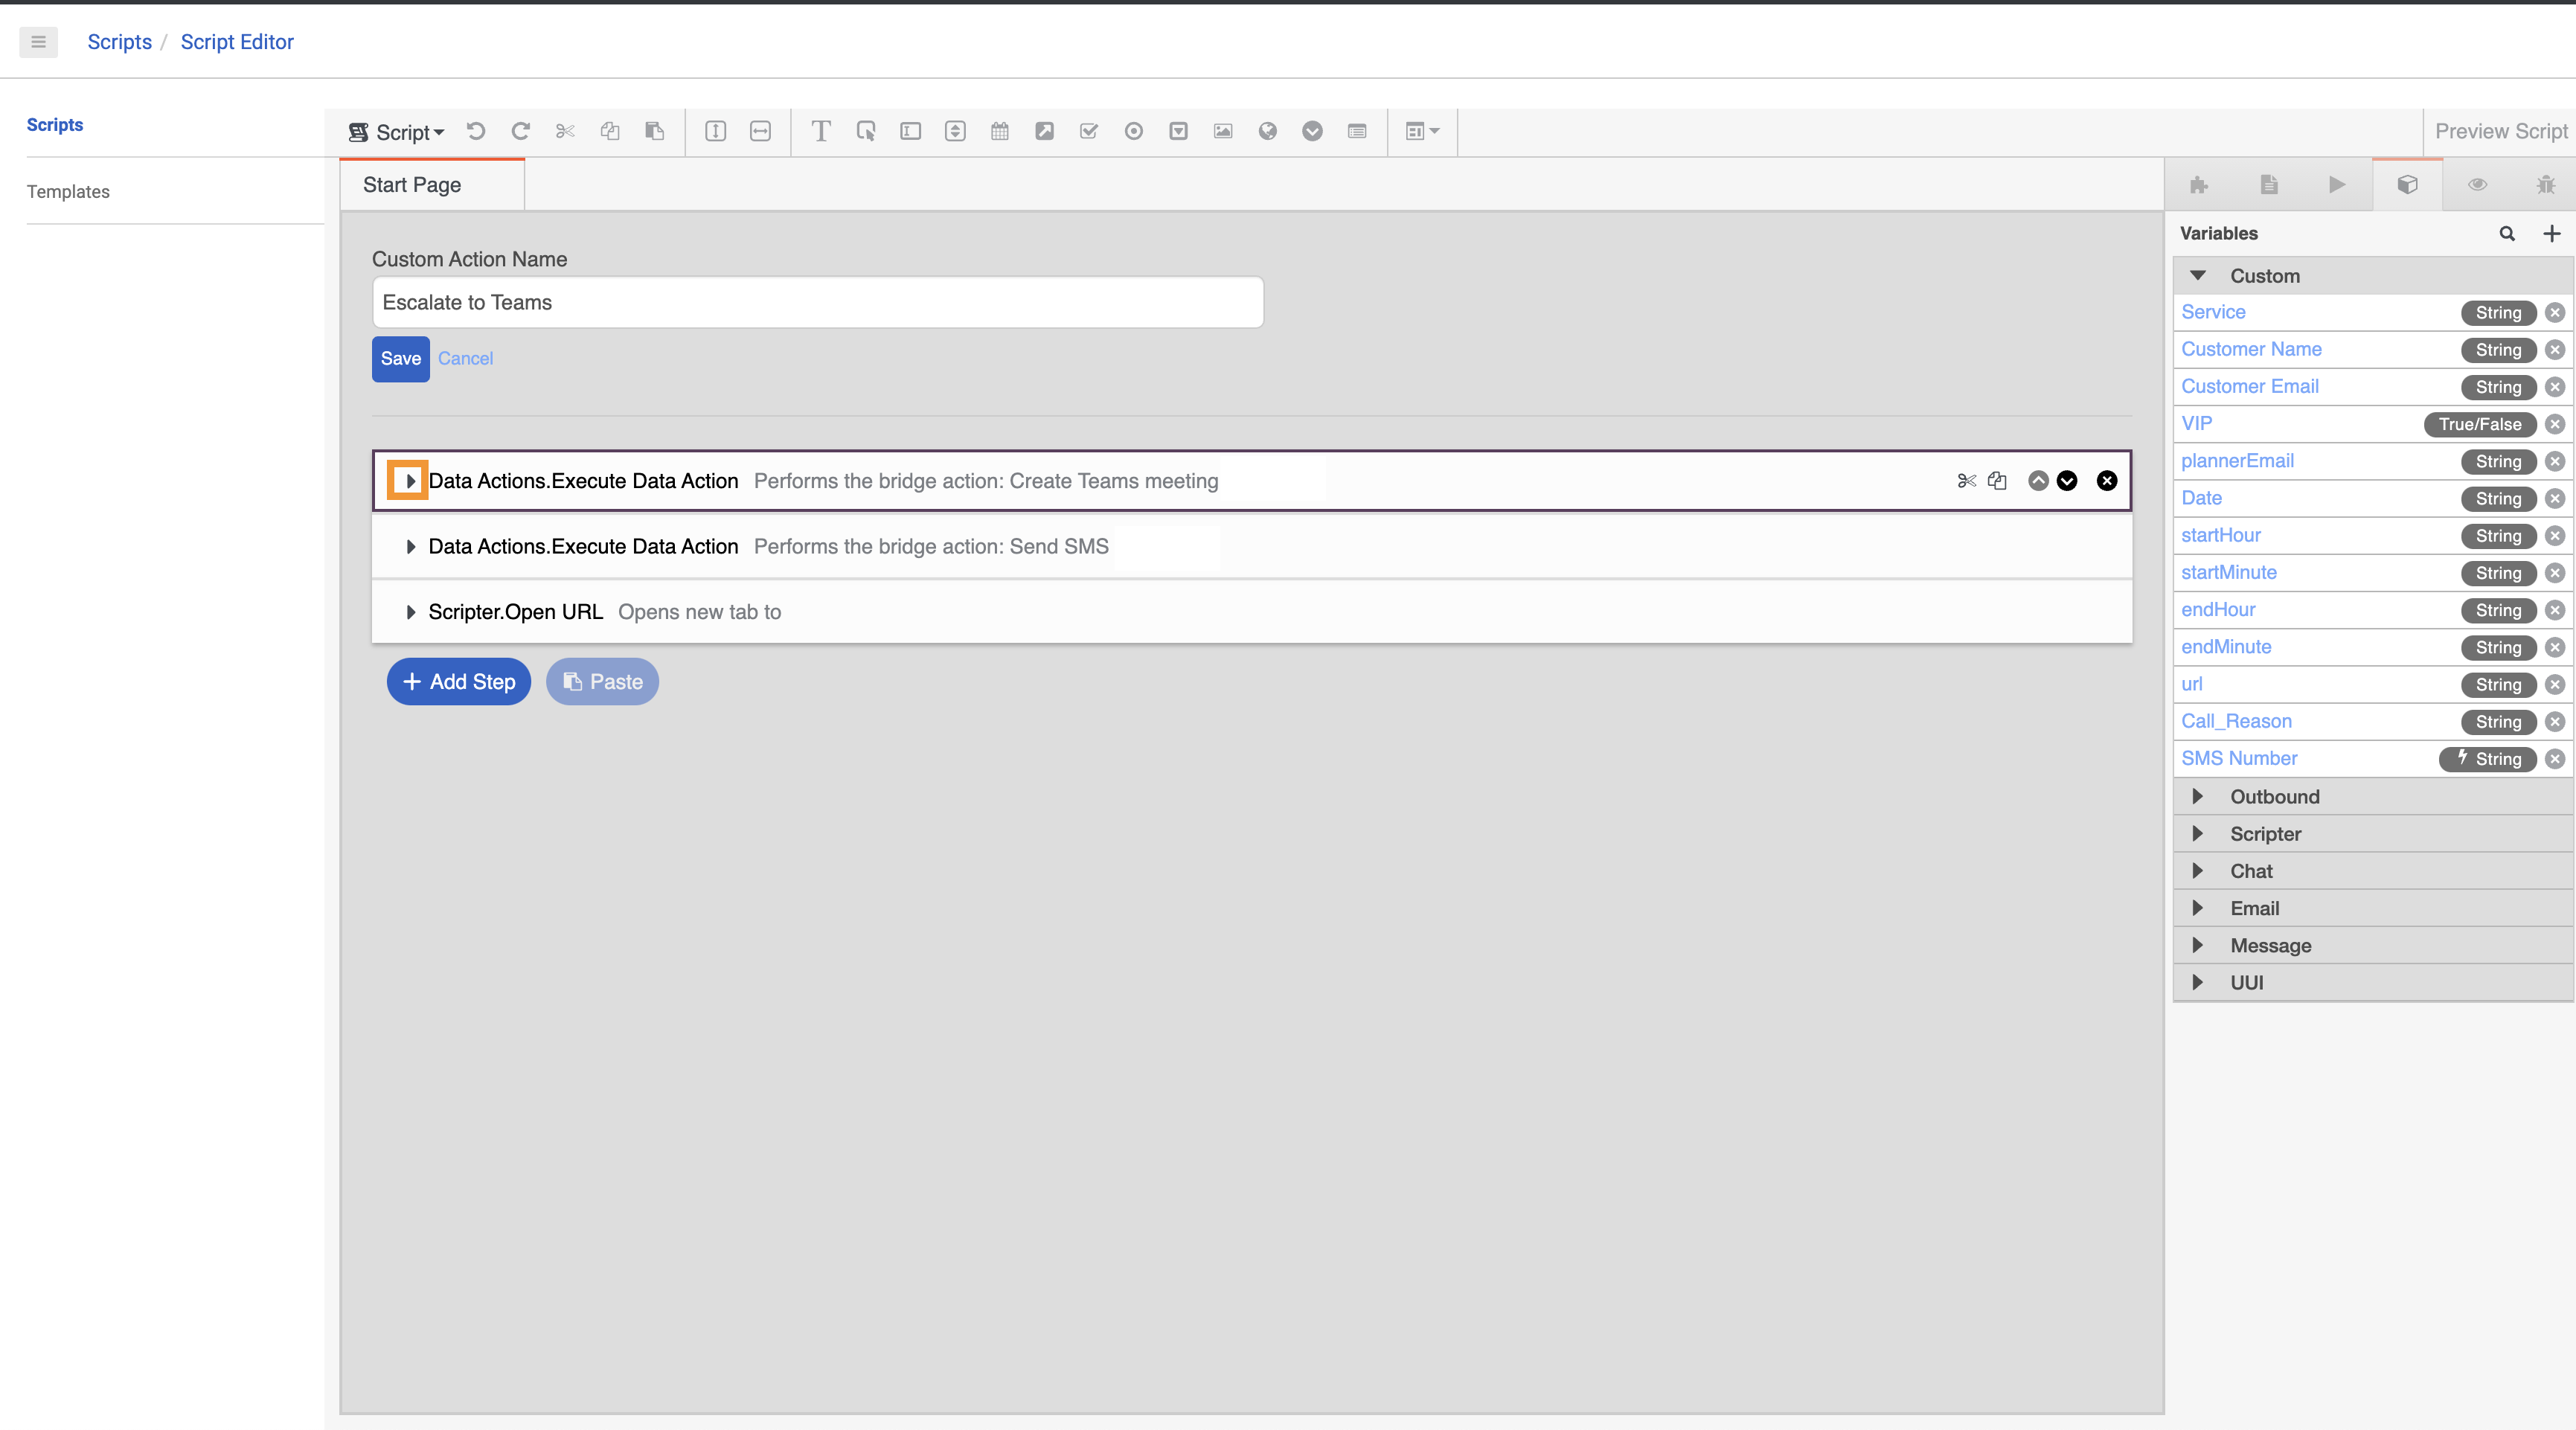 Scripts / Script Editor
Scripts
Templates
Script
Preview Script
Start Page
Custom Action Name
Escalate to Teams
Save Cancel
Data Actions.Execute Data Action Performs the bridge action: Create Teams meeting
Data Actions.Execute Data Action Performs the bridge action: Send SMS
Scripter.Open URL Opens new tab to
Add Step Paste
Variables
Custom
Service String
Customer Name String
Customer Email String
VIP True/False
plannerEmail String
Date String
startHour String
startMinute String
endHour String
endMinute String
url String
Call_Reason String
SMS Number String
Outbound
Scripter
Chat
Email
Message
UUI